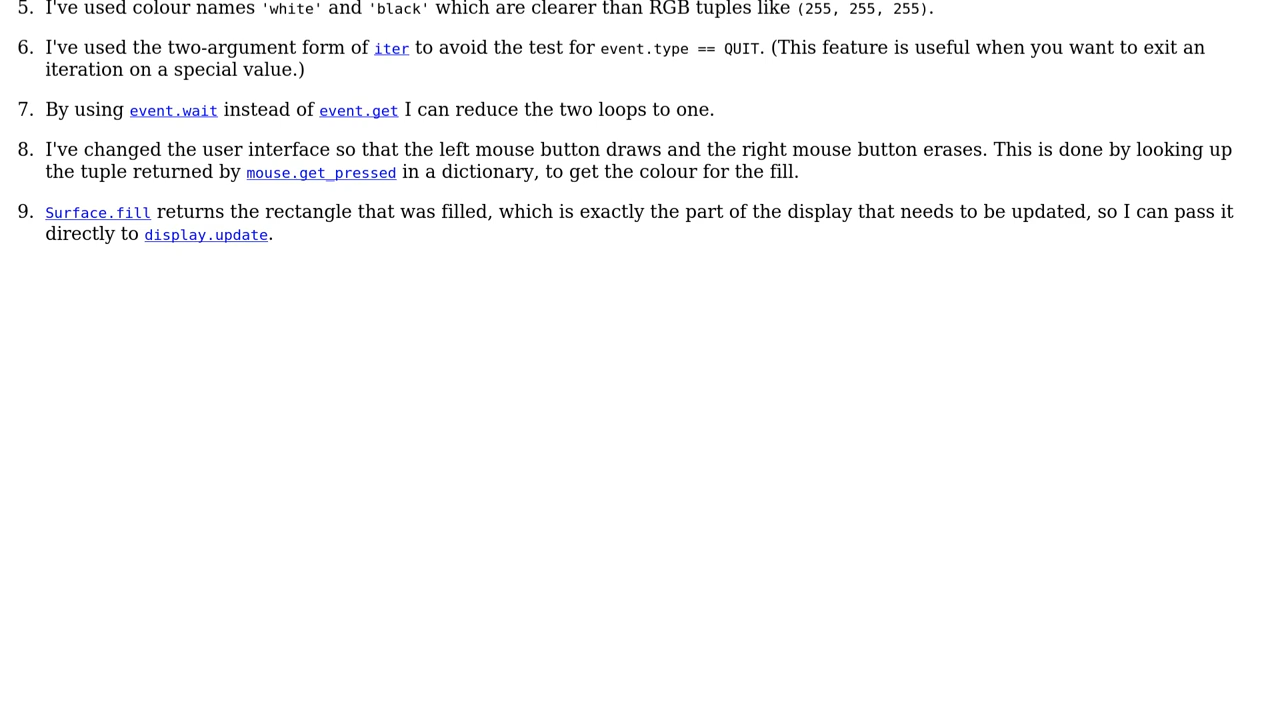 5. I've used colour names 'white' and 'black' which are clearer than RGB tuples like (255, 255, 255).
6. I've used the two-argument form of iter to avoid the test for event.type == QUIT. (This feature is useful when you want to exit an
iteration on a special value.)
7. By using event.wait instead of event.get I can reduce the two loops to one.
8. I've changed the user interface so that the left mouse button draws and the right mouse button erases. This is done by looking up
the tuple returned by mouse.get_pressed in a dictionary, to get the colour for the fill.
9. Surface.fill returns the rectangle that was filled, which is exactly the part of the display that needs to be updated, so I can pass it
directly to display.update.